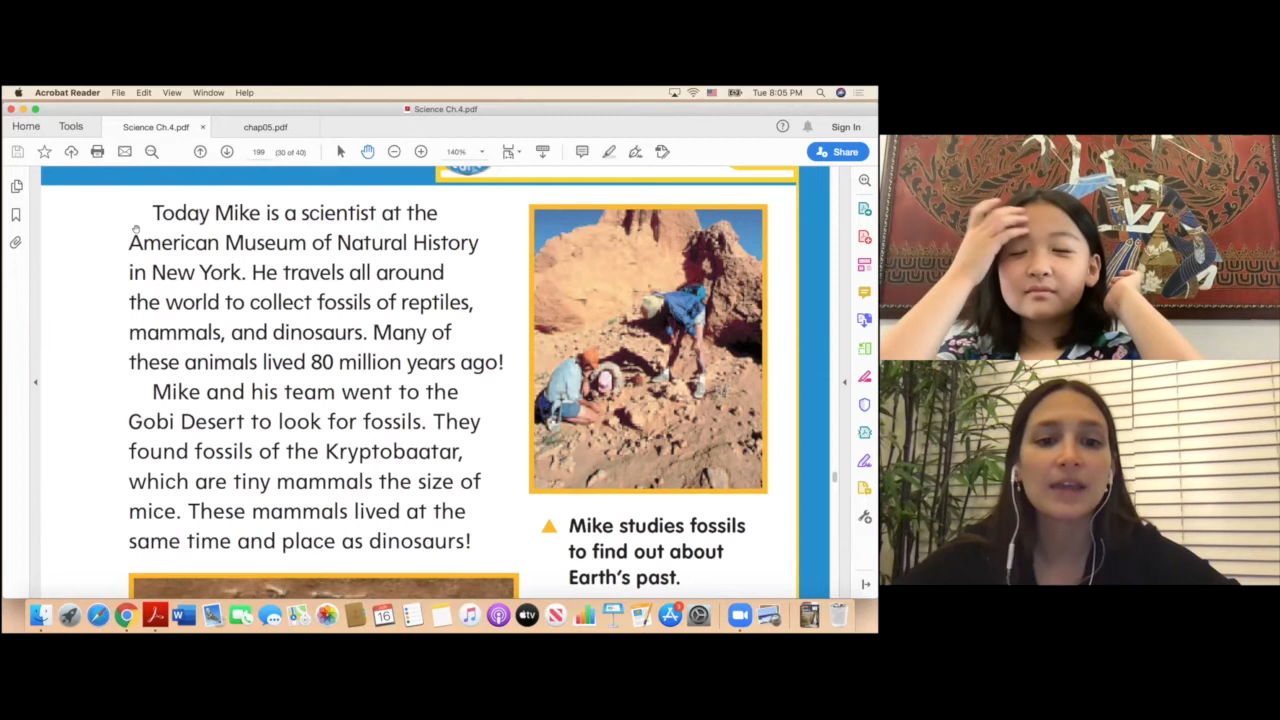 Acrobat Reader File Edit View Window Help Tue 8:05 PM
Science Ch.4.pdf
Home Tools Science Ch.4.pdf × chap05.pdf Sign In
199 (30 of 40) 140% Share
Today Mike is a scientist at the
American Museum of Natural History
in New York. He travels all around
the world to collect fossils of reptiles,
mammals, and dinosaurs. Many of
these animals lived 80 million years ago!
Mike and his team went to the
Gobi Desert to look for fossils. They
found fossils of the Kryptobaatar,
which are tiny mammals the size of
mice. These mammals lived at the
same time and place as dinosaurs!
Mike studies fossils
to find out about
Earth's past.
16
tv